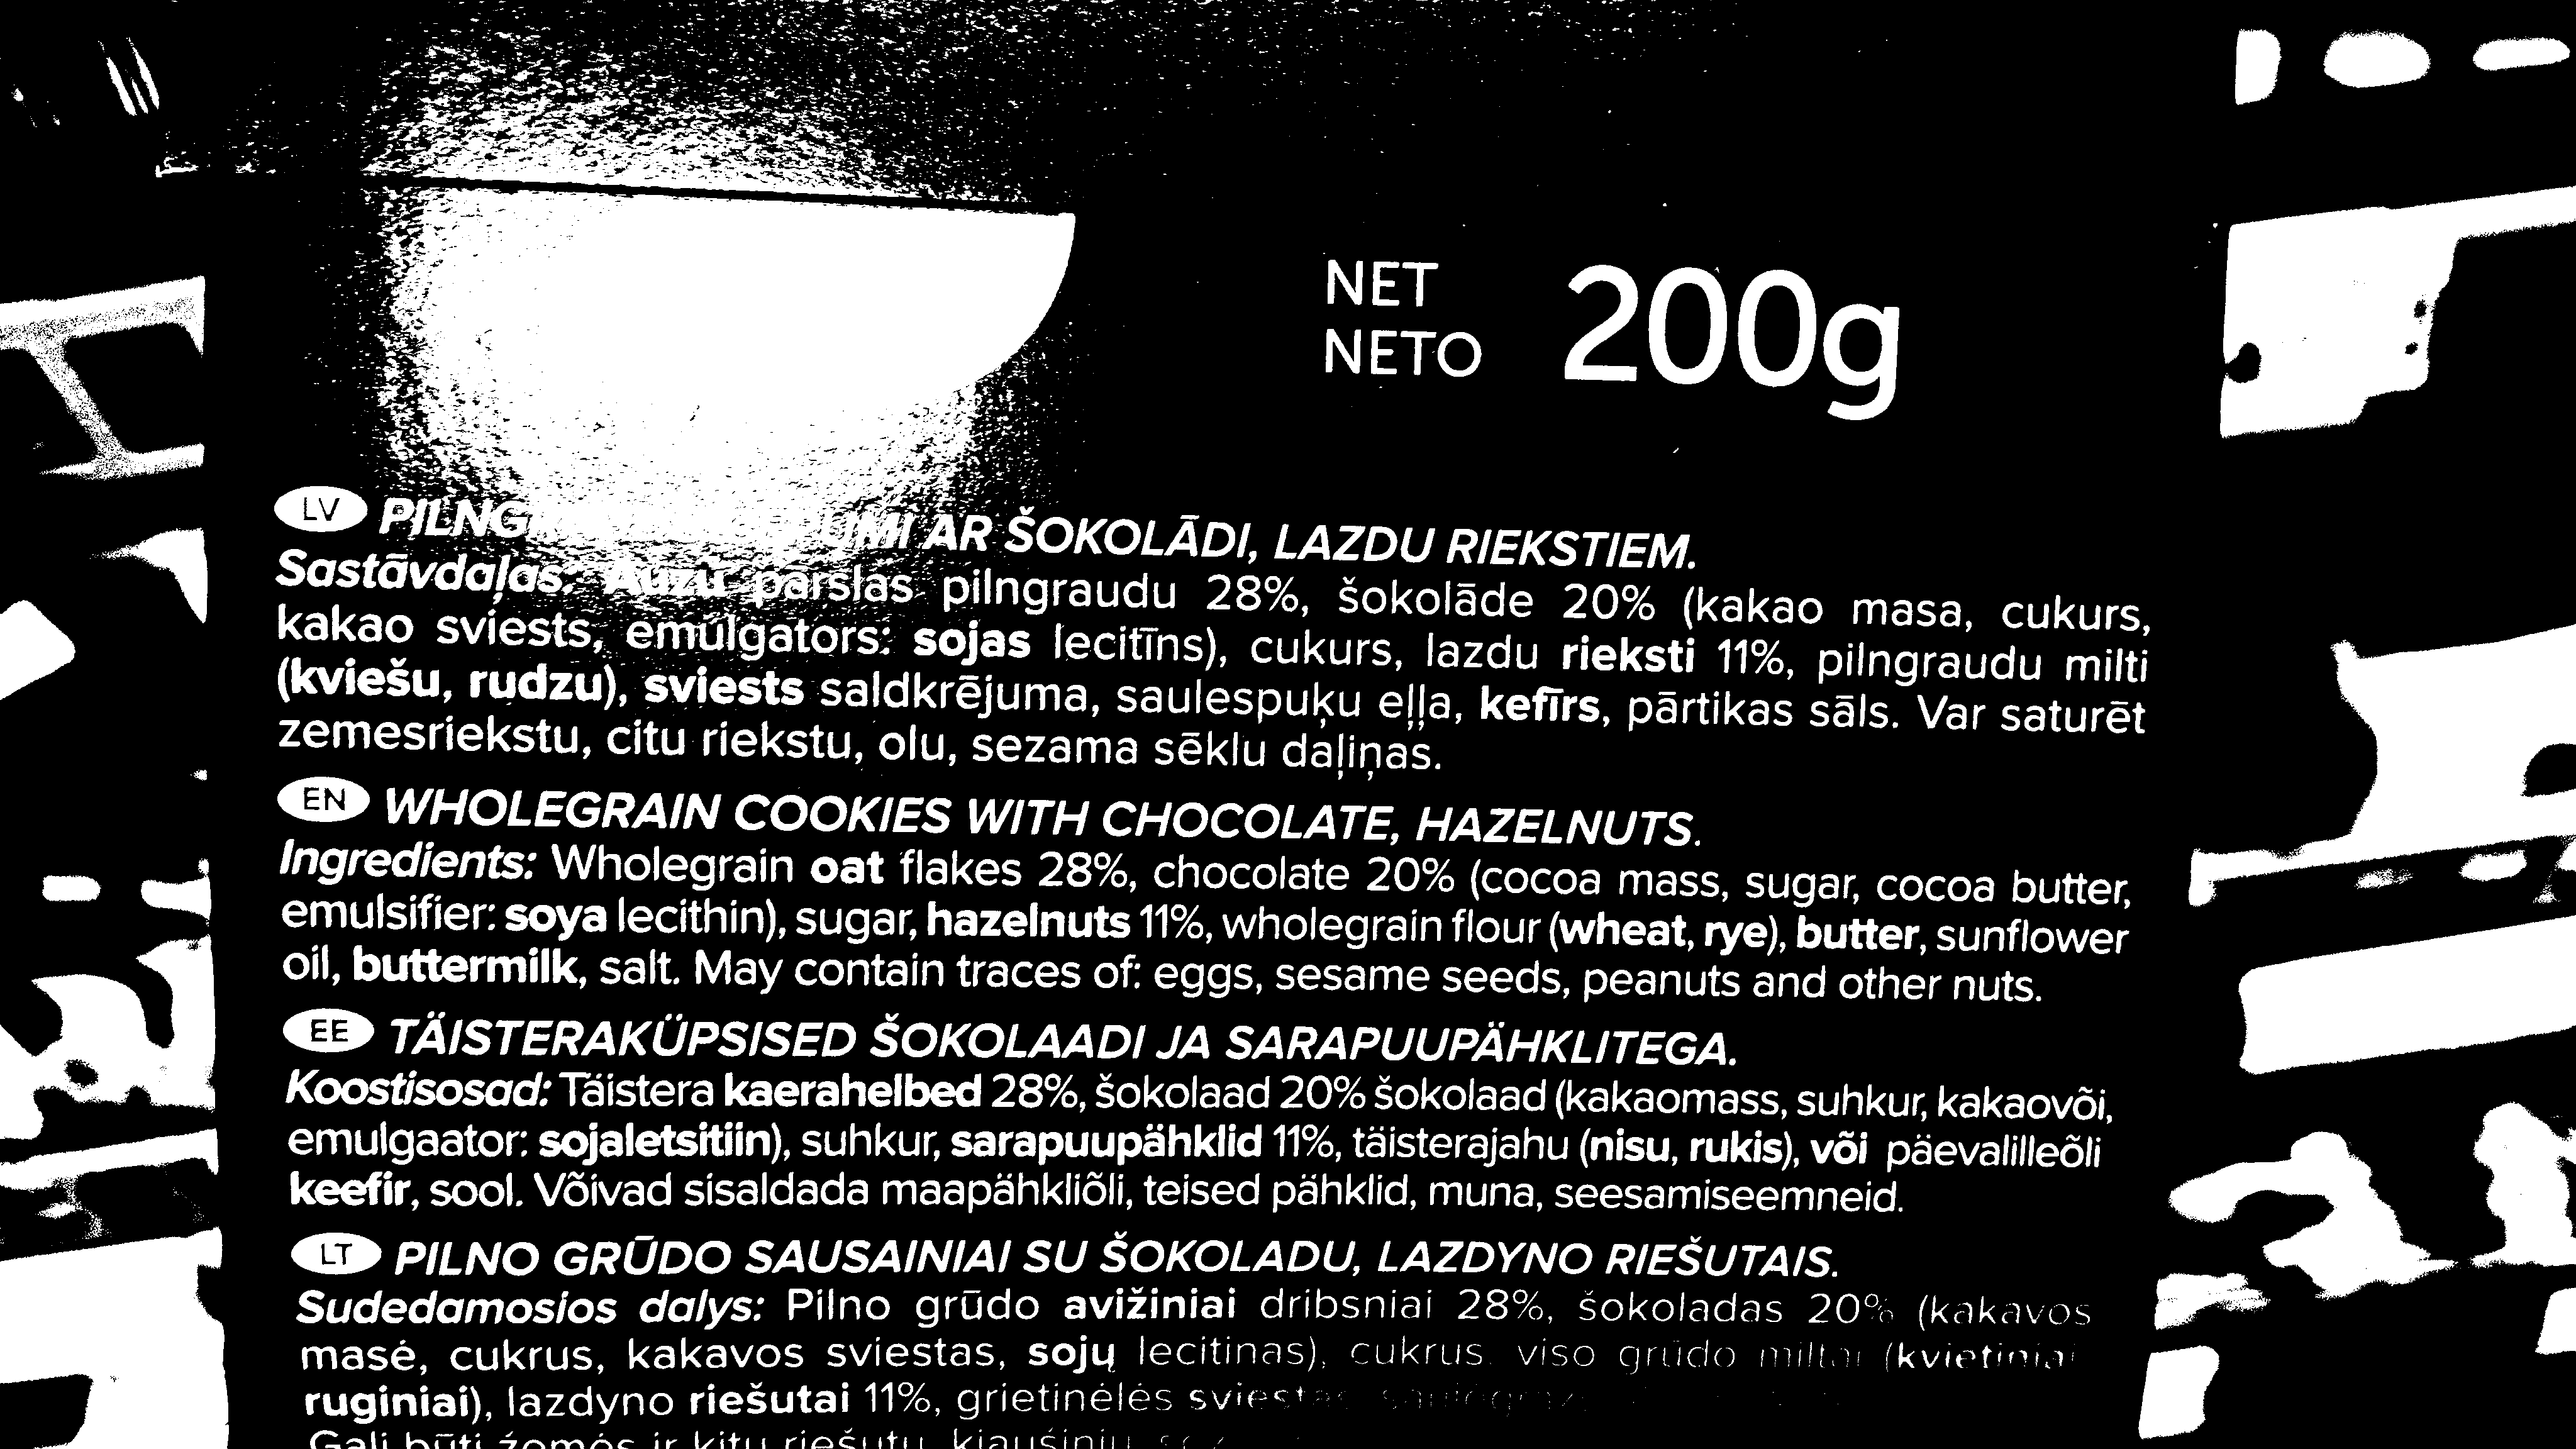 NET
NETO
200g
LV AR ŠOKOLĀDI, LAZDU RIEKSTIEM.
Sastāvdaļas: Auzu pārslas pilngraudu 28%, šokolāde 20% (kakao masa, cukurs,
kakao sviests, emulgators: sojas lecitīns), cukurs, lazdu rieksti 11%, pilngraudu milti
(kviešu, rudzu), sviests saldkrējuma, saulespuķu eļļa, kefīrs, pārtikas sāls. Var saturēt
zemesriekstu, citu riekstu, olu, sezama sēklu daļiņas.
EN WHOLEGRAIN COOKIES WITH CHOCOLATE, HAZELNUTS.
Ingredients: Wholegrain oat flakes 28%, chocolate 20% (cocoa mass, sugar, cocoa butter,
emulsifier: soya lecithin), sugar, hazelnuts 11%, wholegrain flour (wheat, rye), butter, sunflower
oil, buttermilk, salt. May contain traces of: eggs, sesame seeds, peanuts and other nuts.
EE TÄISTERAKÜPSISED ŠOKOLAADI JA SARAPUUPÄHKLITEGA.
Koostisosad: Täistera kaerahelbed 28%, šokolaad 20% šokolaad (kakaomass, suhkur, kakaovõi,
emulgaator: sojaletsitiin), suhkur, sarapuupähklid 11%, täisterajahu (nisu, rukis), või päevalilleõli
keefir, sool. Võivad sisaldada maapähkliõli, teised pähklid, muna, seesamiseemneid.
LT PILNO GRŪDO SAUSAINIAI SU ŠOKOLADU, LAZDYNO RIEŠUTAIS.
Sudedamosios dalys: Pilno grūdo avižiniai dribsniai 28%, šokoladas 20% (kakavos
masė, cukrus, kakavos sviestas, sojų lecitinas), cukrus, viso grūdo miltai (kvietiniai
ruginiai), lazdyno riešutai 11%, grietinėlės sviestas
Gali būti žemės ir kitų riešutų, kiaušinių